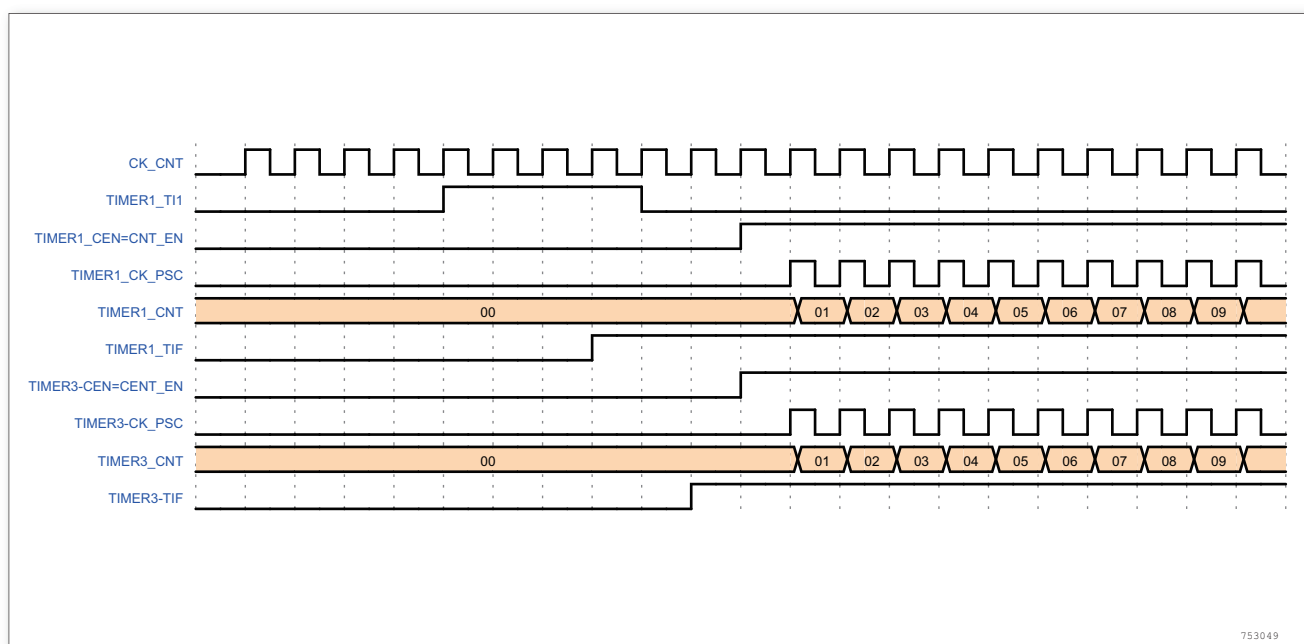 CK_CNT
TIMER1_TI1
TIMER1_CEN=CNT_EN
TIMER1_CK_PSC
TIMER1_CNT 00 01 02 03 04 05 06 07 08 09
TIMER1_TIF
TIMER3-CEN=CENT_EN
TIMER3-CK_PSC
TIMER3_CNT 00 01 02 03 04 05 06 07 08 09
TIMER3-TIF
753049